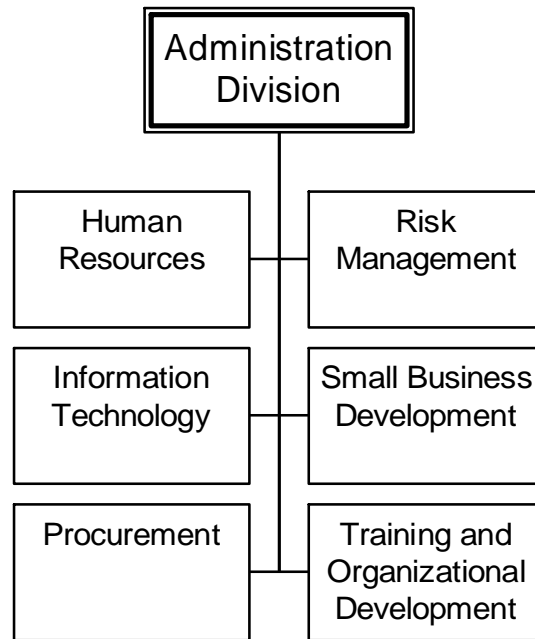 Administration
Division
Human
Resources
Risk
Management
Information
Technology
Small Business
Development
Procurement
Training and
Organizational
Development